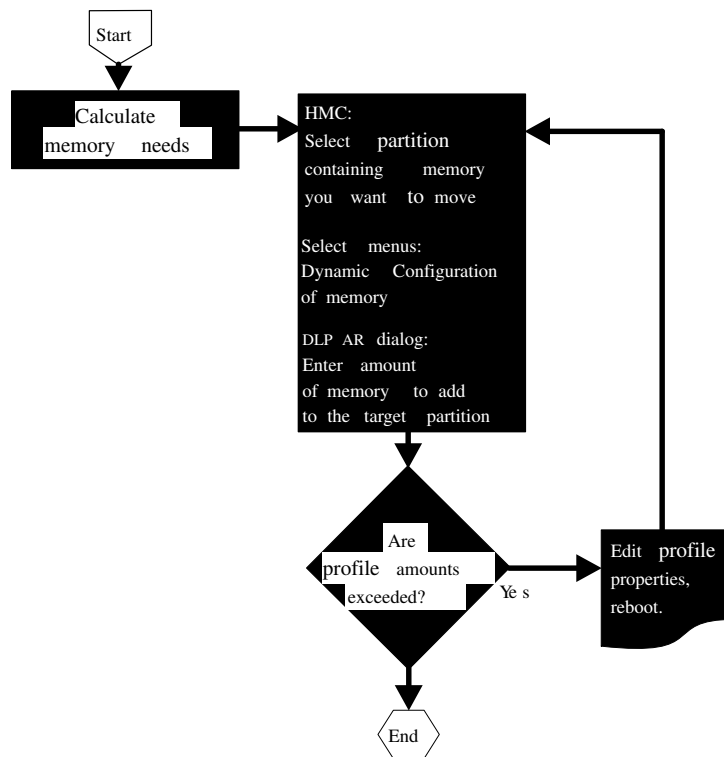 Start
Calculate
memory needs
HMC:
Select partition
containing memory
you want to move
Select menus:
Dynamic Configuration
of memory
DLP AR dialog:
Enter amount
of memory to add
to the target partition
Are
profile amounts
exceeded?
Ye s
Edit profile
properties,
reboot.
End